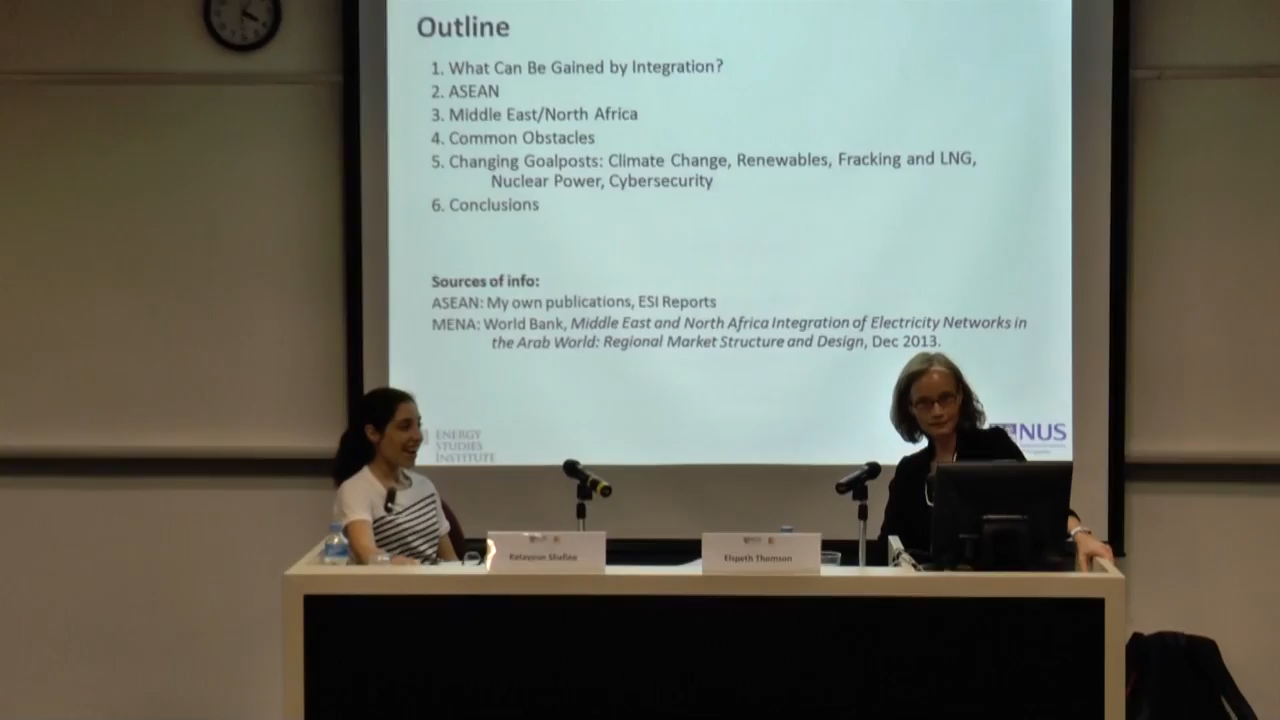 Outline
1. What Can Be Gained by Integration?
2. ASEAN
3. Middle East/North Africa
4. Common Obstacles
5. Changing Goalposts: Climate Change, Renewables, Fracking and LNG,
Nuclear Power, Cybersecurity
6. Conclusions
Sources of info:
ASEAN: My own publications, ESI Reports
MENA: World Bank, Middle East and North Africa Integration of Electricity Networks in
the Arab World: Regional Market Structure and Design, Dec 2013.
ENERGY
STUDIES
INSTITUTE
NUS
Katayoun Shafiee
Elspeth Thomson